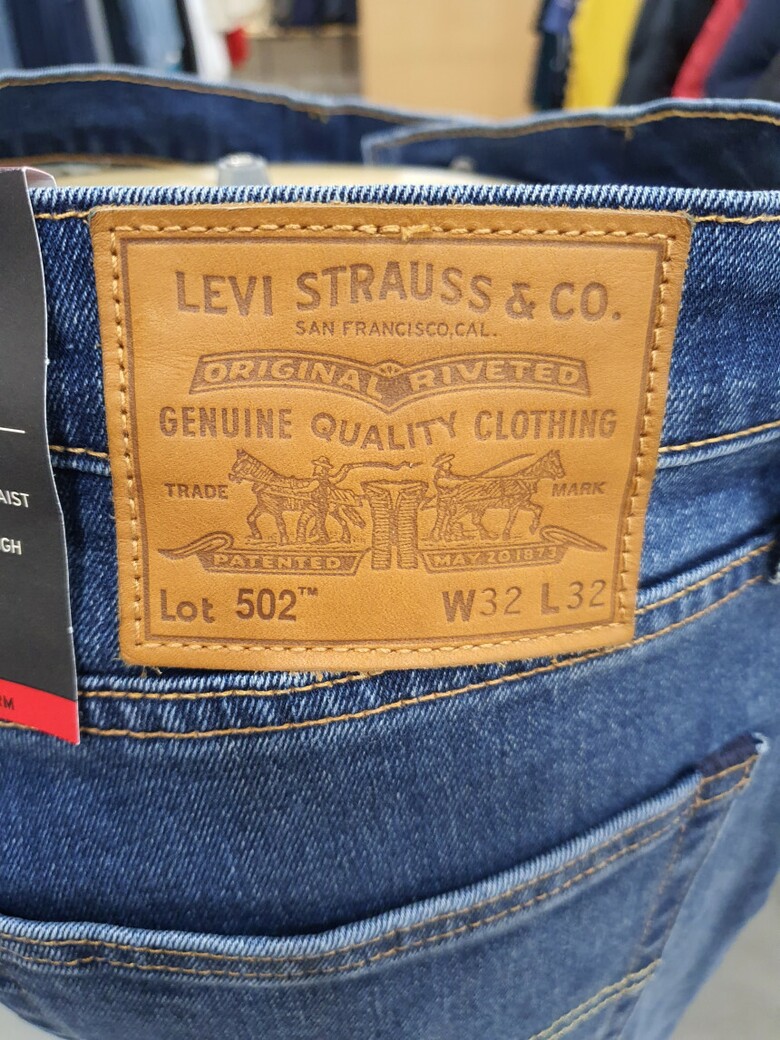 LEVI STRAUSS & CO.
SAN FRANCISCO, CAL.
ORIGINAL RIVETED
GENUINE QUALITY CLOTHING
TRADE MARK
PATENTED MAY 20 1873
Lot 502™ W32 L32